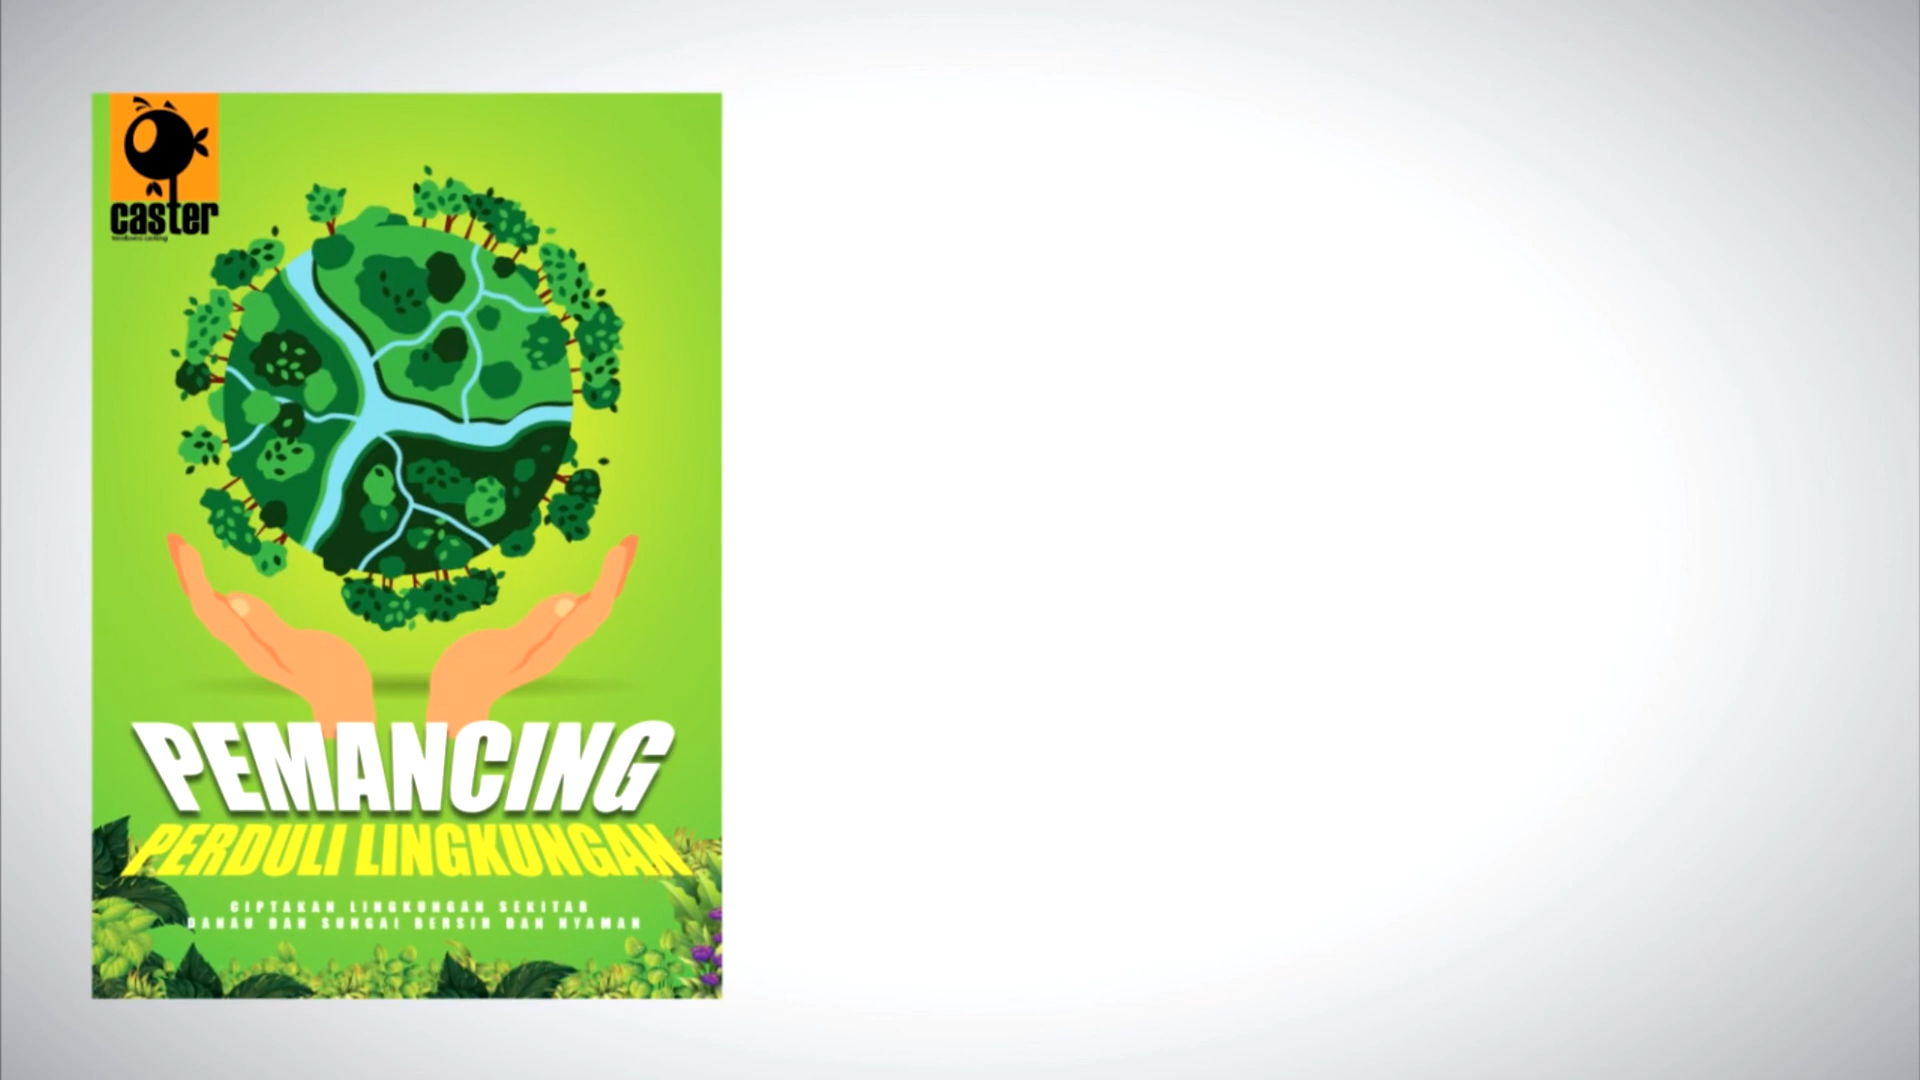 caster
PEMANCING
PERDULI LINGKUNGAN
CIPTAKAN LINGKUNGAN SEKITAR
DANAU DAN SUNGAI BERSIH DAN NYAMAN